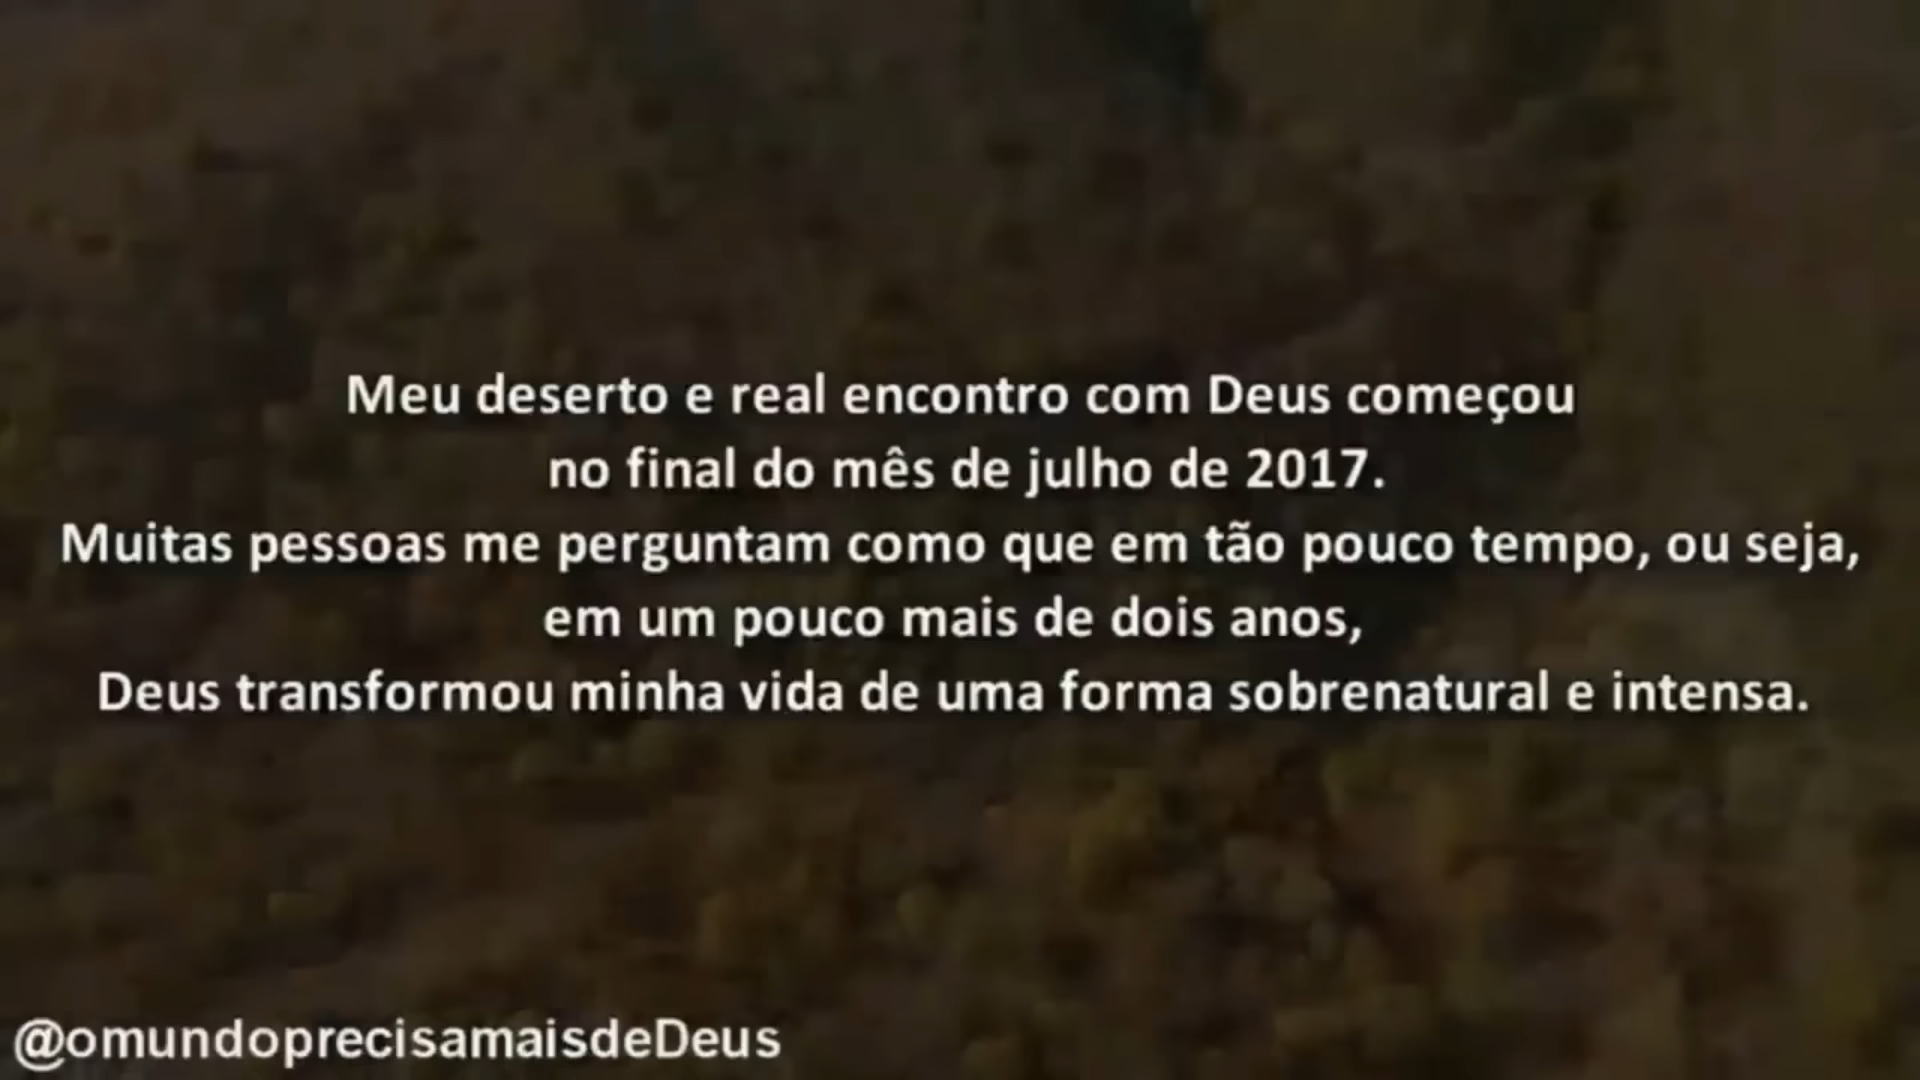 Meu deserto e real encontro com Deus começou
no final do mês de julho de 2017.
Muitas pessoas me perguntam como que em tão pouco tempo, ou seja,
em um pouco mais de dois anos,
Deus transformou minha vida de uma forma sobrenatural e intensa.
@omundoprecisamaisdeDeus